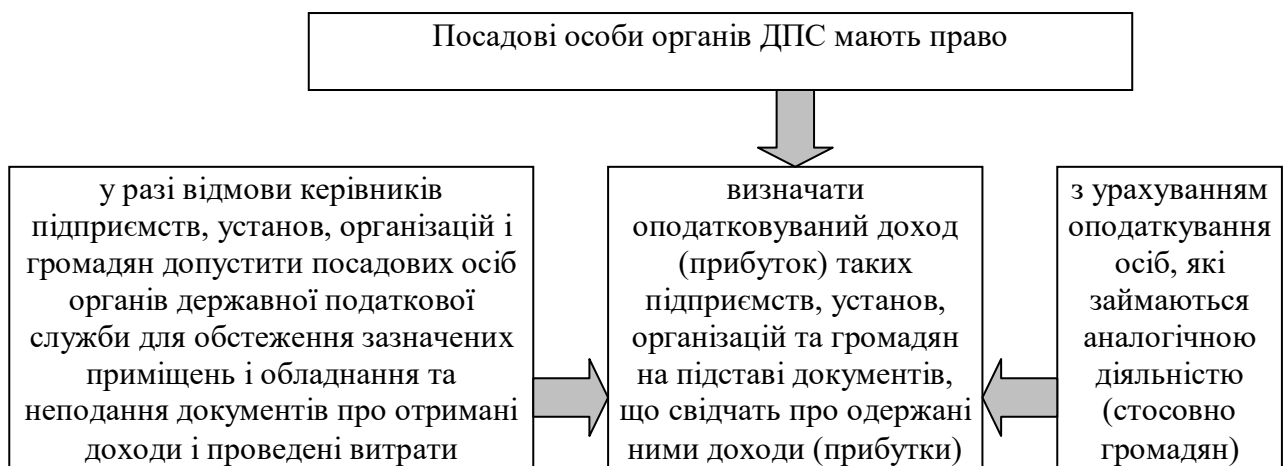 Посадові особи органів ДПС мають право
у разі відмови керівників
підприємств, установ, організацій і
громадян допустити посадових осіб
органів державної податкової
служби для обстеження зазначених
приміщень і обладнання та
неподання документів про отримані
доходи і проведені витрати
визначати
оподатковуваний доход
(прибуток) таких
підприємств, установ,
організацій та громадян
на підставі документів,
що свідчать про одержані
ними доходи (прибутки)
з урахуванням
оподаткування
осіб, які
займаються
аналогічною
діяльністю
(стосовно
громадян)